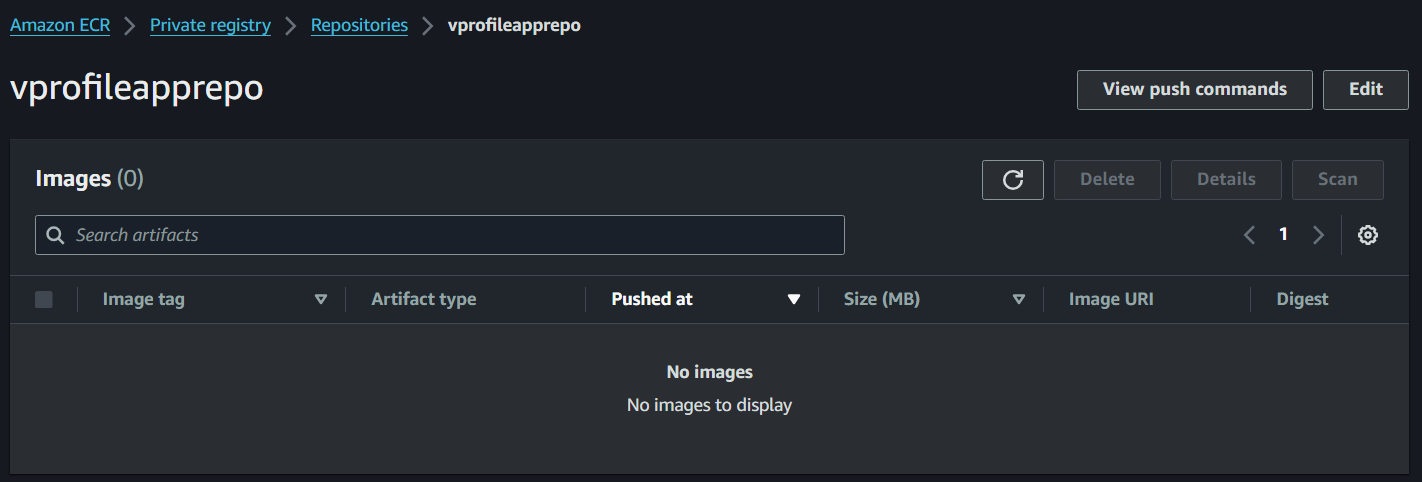 Amazon ECR > Private registry > Repositories > vprofileapprepo
vprofileapprepo
View push commands
Edit
Images (0)
Delete
Details
Scan
Search artifacts
1
Image tag
Artifact type
Pushed at
Size (MB)
Image URI
Digest
No images
No images to display